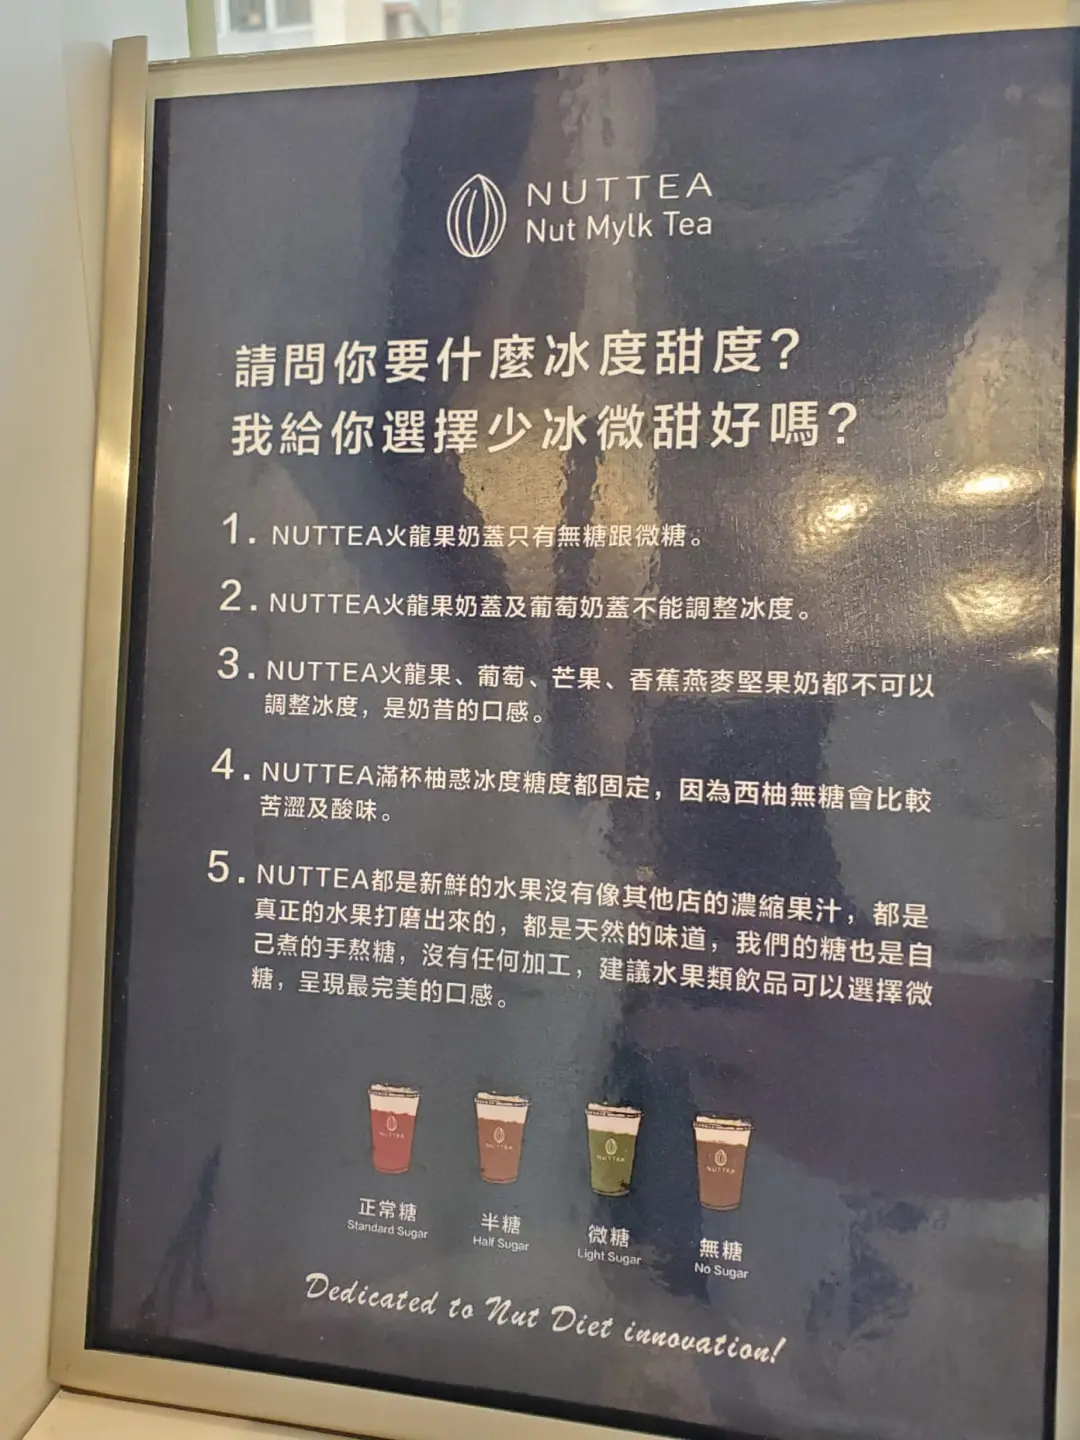 NUTTEA
Nut Mylk Tea
請問你要什麼冰度甜度?
我給你選擇少冰微甜好嗎?
1. NUTTEA火龍果奶蓋只有無糖跟微糖。
2. NUTTEA火龍果奶蓋及葡萄奶蓋不能調整冰度。
3. NUTTEA火龍果、葡萄、芒果、香蕉燕麥堅果奶都不可以
調整冰度，是奶昔的口感。
4. NUTTEA滿杯柚惑冰度糖度都固定，因為西柚無糖會比較
苦澀及酸味。
5. NUTTEA都是新鮮的水果沒有像其他店的濃縮果汁，都是
真正的水果打磨出來的，都是天然的味道，我們的糖也是自
己煮的手熬糖，沒有任何加工，建議水果類飲品可以選擇微
糖，呈現最完美的口感。
NUTTEA
NUTTEA
NUTTEA
NUTTEA
正常糖
Standard Sugar
半糖
Half Sugar
微糖
Light Sugar
無糖
No Sugar
Dedicated to Nut Diet innovation!